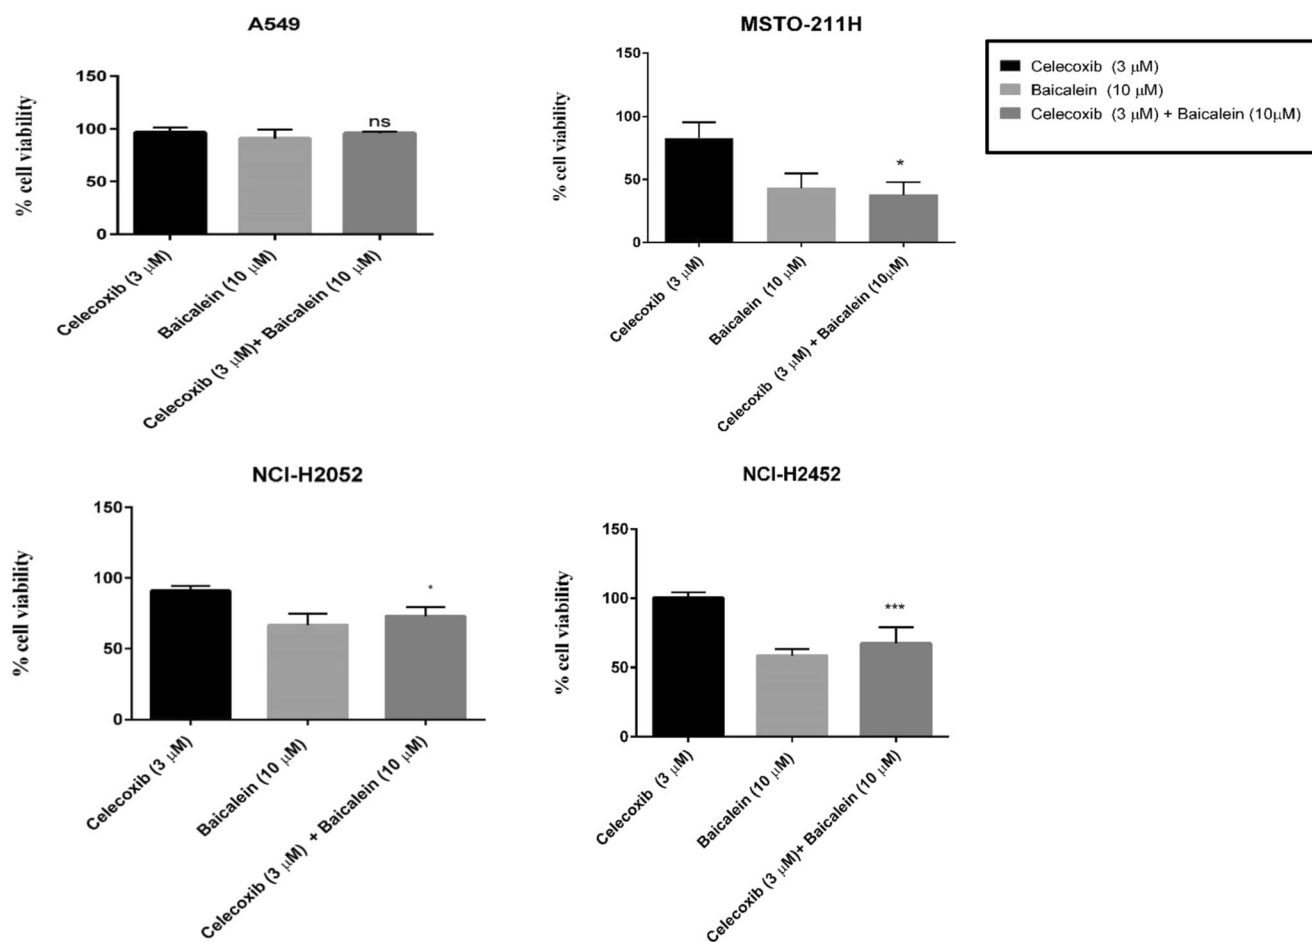 A549
% cell viability
150
100
50
0
ns
Celecoxib (3 μM)
Baicalein (10 μM)
Celecoxib (3 μM)+ Baicalein (10 μM)
MSTO-211H
% cell viability
150
100
50
0
*
Celecoxib (3 μM)
Baicalein (10 μM)
Celecoxib (3 μM) + Baicalein (10μM)
Celecoxib (3 μM)
Baicalein (10 μM)
Celecoxib (3 μM) + Baicalein (10μM)
NCI-H2052
% cell viability
150
100
50
0
*
Celecoxib (3 μM)
Baicalein (10 μM)
Celecoxib (3 μM) + Baicalein (10 μM)
NCI-H2452
% cell viability
150
100
50
0
***
Celecoxib (3 μM)
Baicalein (10 μM)
Celecoxib (3 μM)+ Baicalein (10 μM)